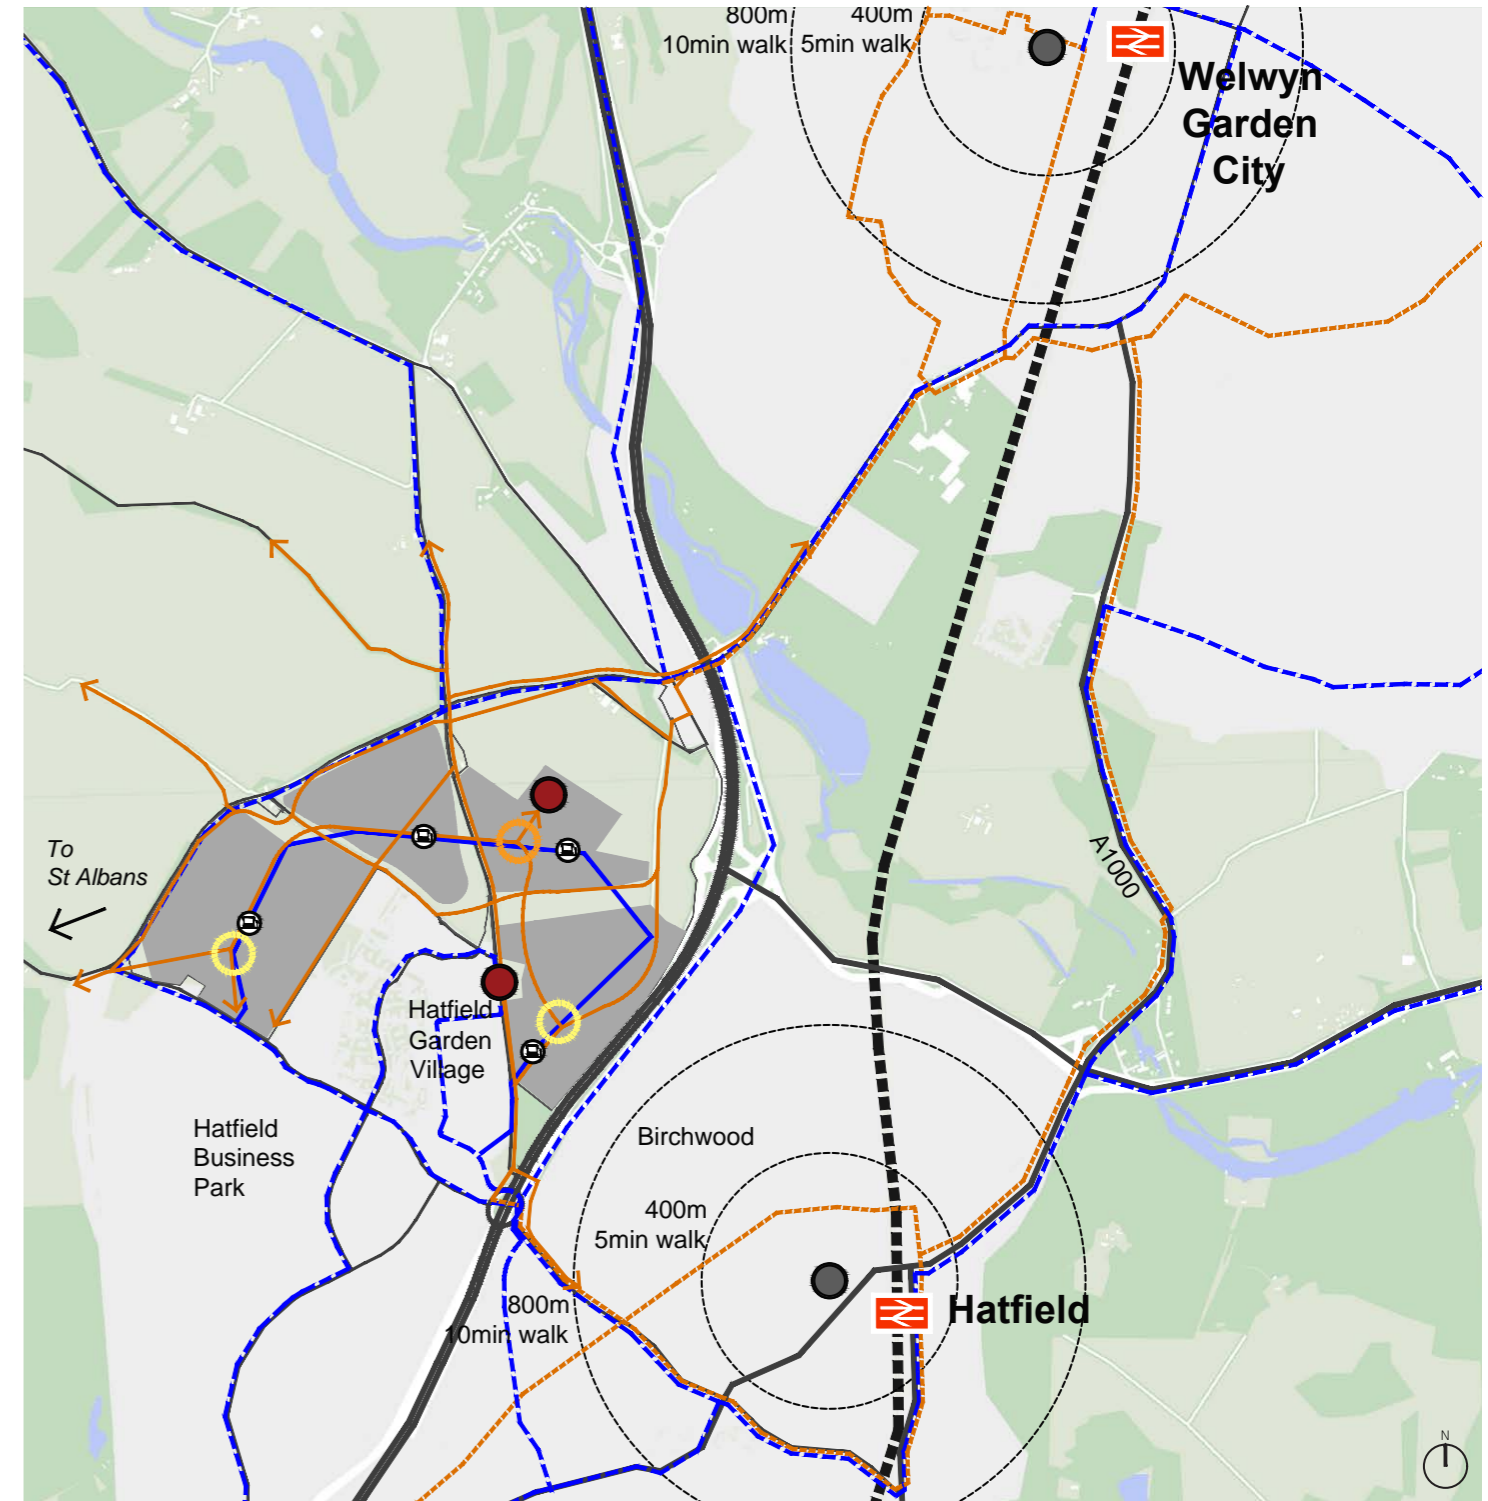 800m
10min walk
400m
5min walk
Welwyn
Garden
City
A1000
To
St Albans
Hatfield
Garden
Village
Hatfield
Business
Park
Birchwood
400m
5min walk
800m
10min walk
Hatfield
N